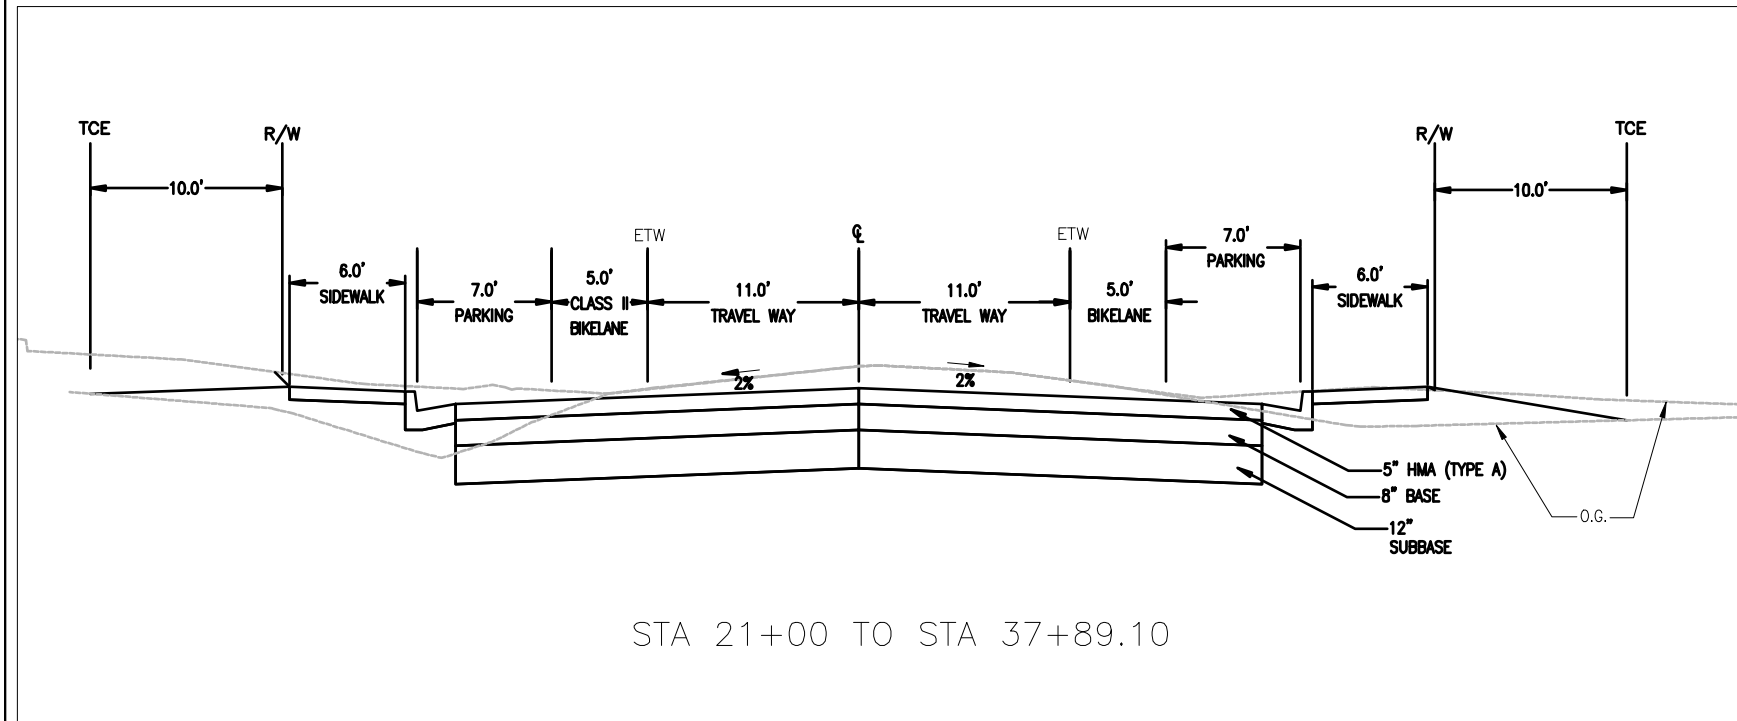 TCE
R/W
R/W
TCE
10.0'
10.0'
ETW
℄
ETW
7.0'
PARKING
6.0'
SIDEWALK
7.0'
PARKING
5.0'
CLASS II
BIKELANE
11.0'
TRAVEL WAY
11.0'
TRAVEL WAY
5.0'
BIKELANE
6.0'
SIDEWALK
2%
2%
5" HMA (TYPE A)
8" BASE
12"
SUBBASE
O.G.
STA 21+00 TO STA 37+89.10